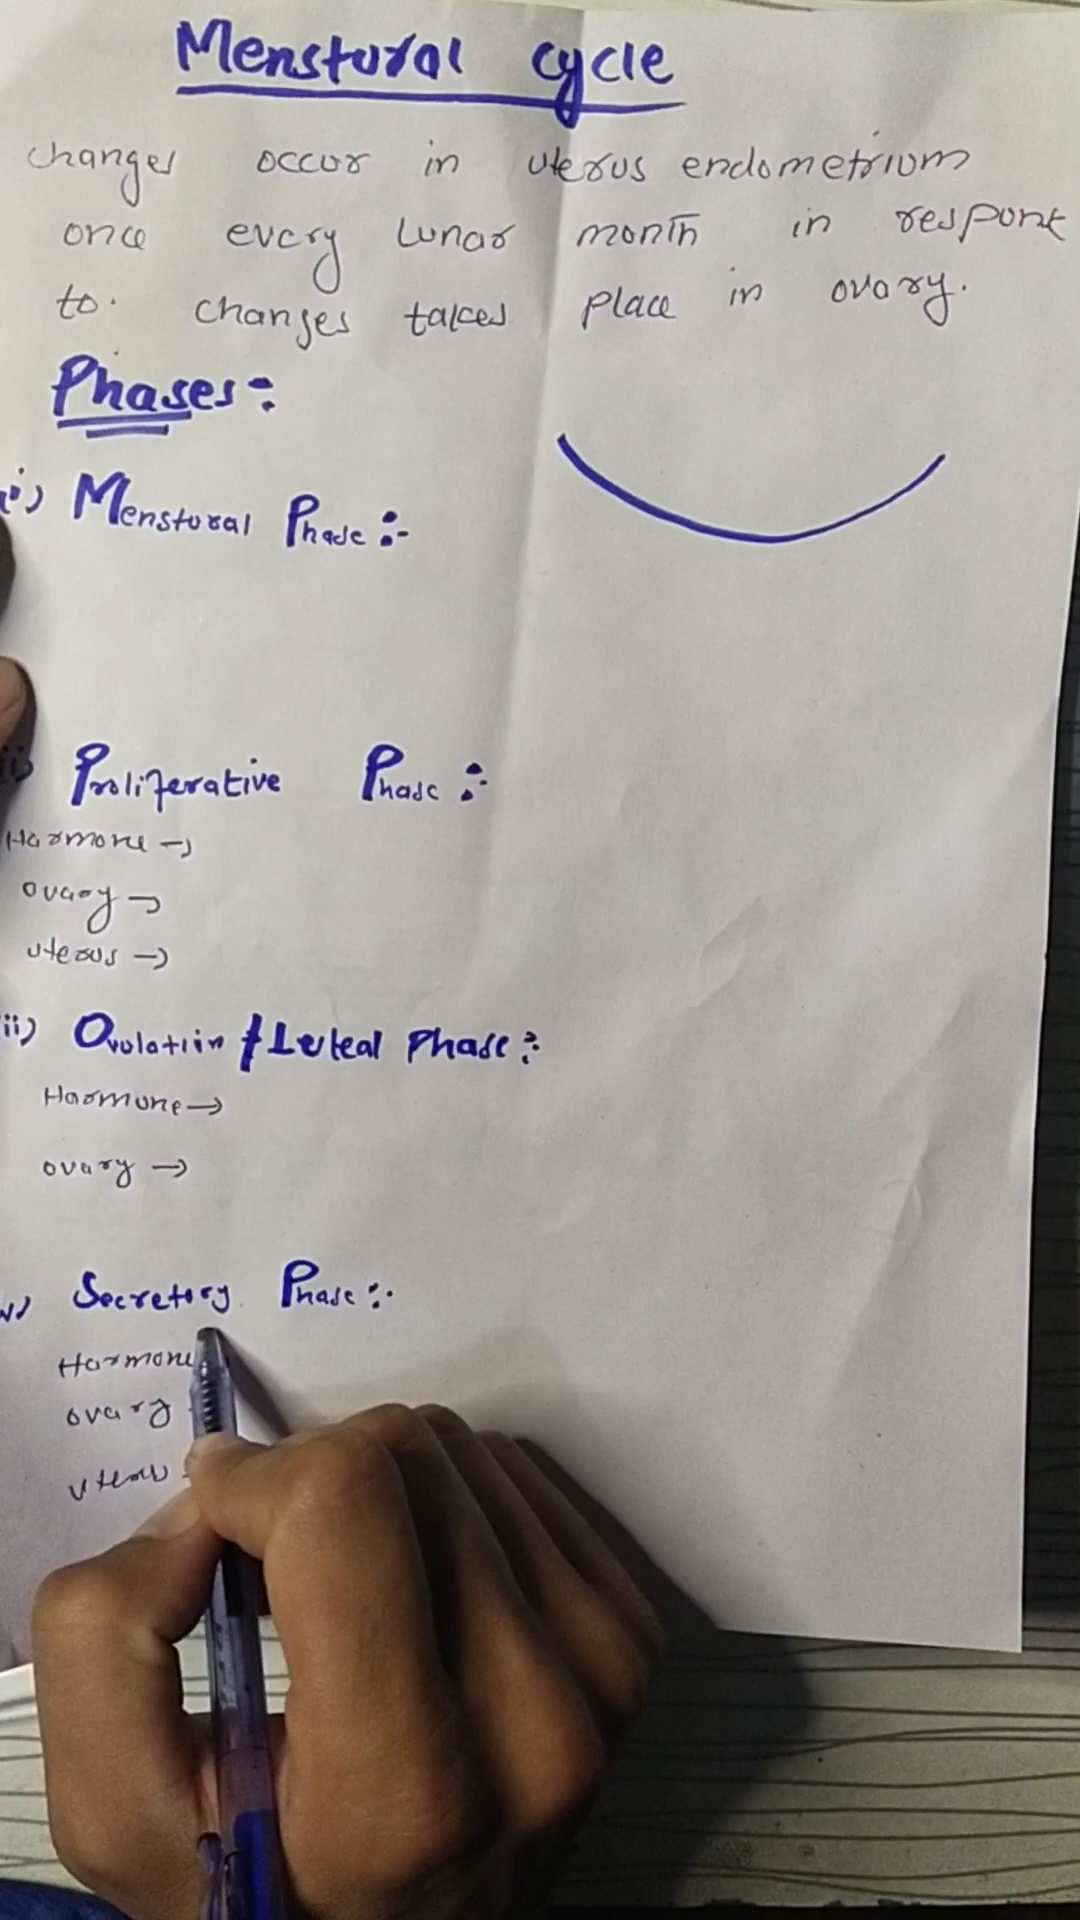 Menstural cycle
changes occur in uterus endometrium
once every Lunar month in response
to changes takes place in ovary.
Phases:
i) Menstural Phase :-
ii) Proliferative Phase :-
Harmone →
ovary →
uterus →
iii) Ovulation / Luteal Phase :-
Harmone →
ovary →
iv) Secretory Phase :-
Harmone
ovary
uterus